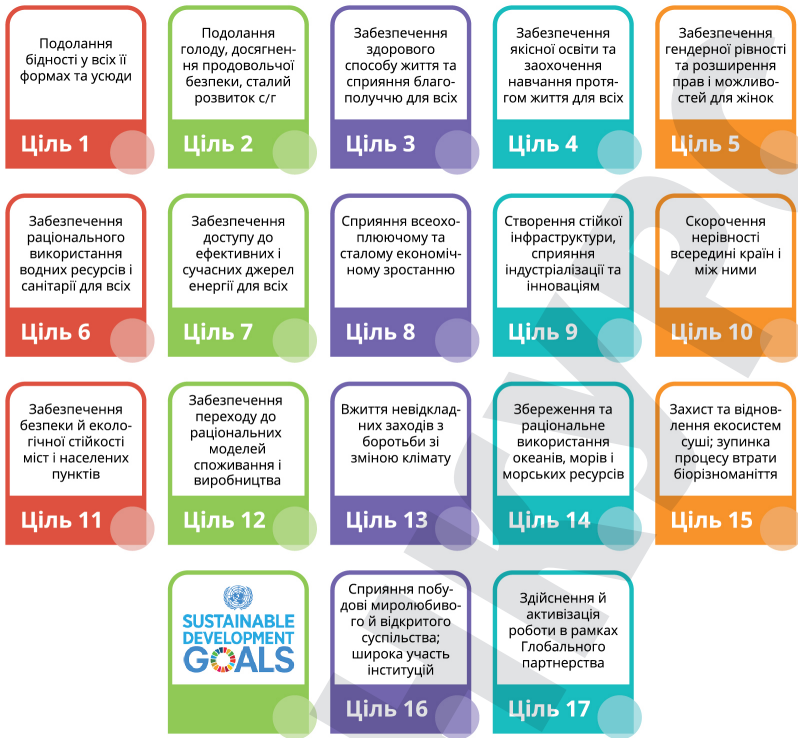 Подолання
бідності у всіх її
формах та усюди
Ціль 1
Подолання
голоду, досягнен-
ня продовольчої
безпеки, сталий
розвиток с/г
Ціль 2
Забезпечення
здорового
способу життя та
сприяння благо-
получчю для всіх
Ціль 3
Забезпечення
якісної освіти та
заохочення
навчання протя-
гом життя для всіх
Ціль 4
Забезпечення
гендерної рівності
та розширення
прав і можливо-
стей для жінок
Ціль 5
Забезпечення
раціонального
використання
водних ресурсів і
санітарії для всіх
Ціль 6
Забезпечення
доступу до
ефективних і
сучасних джерел
енергії для всіх
Ціль 7
Сприяння всеохо-
плюючому та
сталому економіч-
ному зростанню
Ціль 8
Створення стійкої
інфраструктури,
сприяння
індустріалізації та
інноваціям
Ціль 9
Скорочення
нерівності
всередині країн і
між ними
Ціль 10
Забезпечення
безпеки й еколо-
гічної стійкості
міст і населених
пунктів
Ціль 11
Забезпечення
переходу до
раціональних
моделей
споживання і
виробництва
Ціль 12
Вжиття невідклад-
них заходів з
боротьби зі
зміною клімату
Ціль 13
Збереження та
раціональне
використання
океанів, морів і
морських ресурсів
Ціль 14
Захист та віднов-
лення екосистем
суші; зупинка
процесу втрати
біорізноманіття
Ціль 15
SUSTAINABLE
DEVELOPMENT
GOALS
Сприяння побу-
дові миролюбиво-
го й відкритого
суспільства;
широка участь
інституцій
Ціль 16
Здійснення й
активізація
роботи в рамках
Глобального
партнерства
Ціль 17